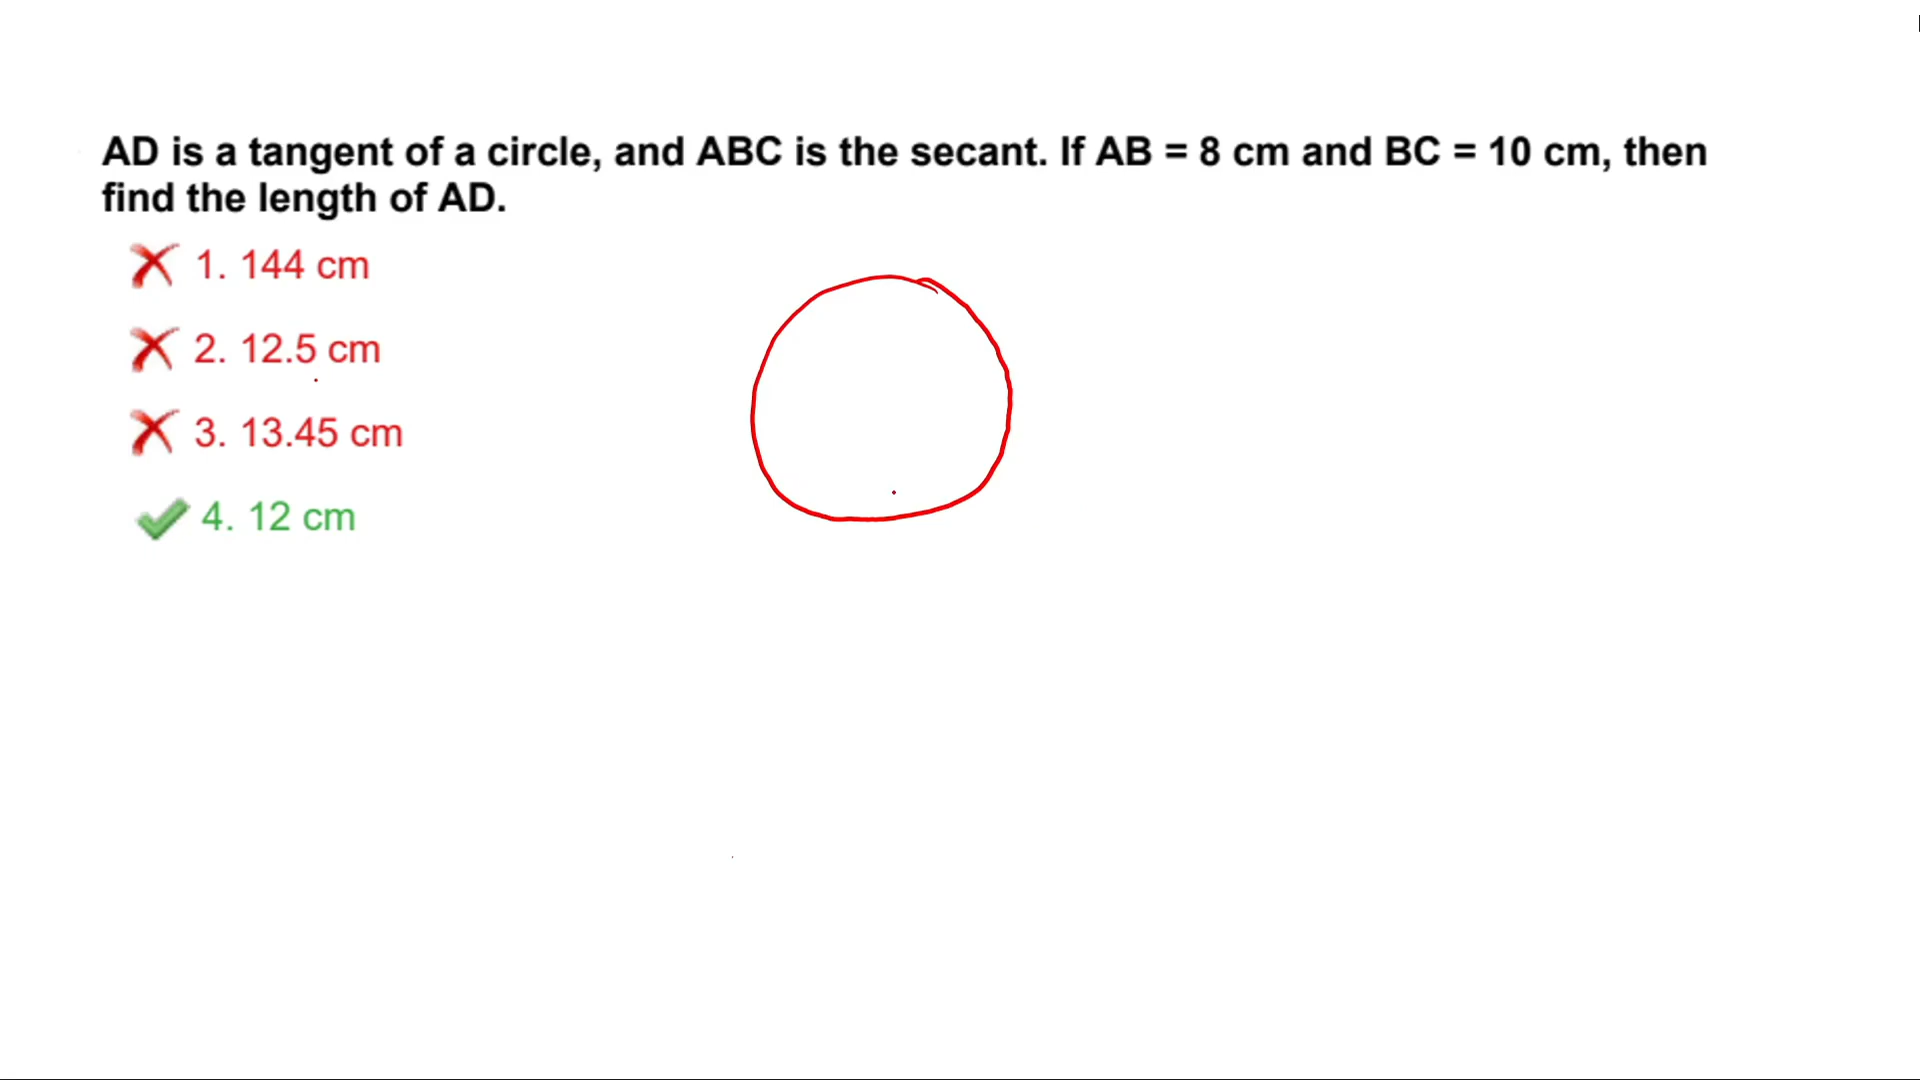 AD is a tangent of a circle, and ABC is the secant. If AB = 8 cm and BC = 10 cm, then
find the length of AD.
1. 144 cm
2. 12.5 cm
3. 13.45 cm
4. 12 cm